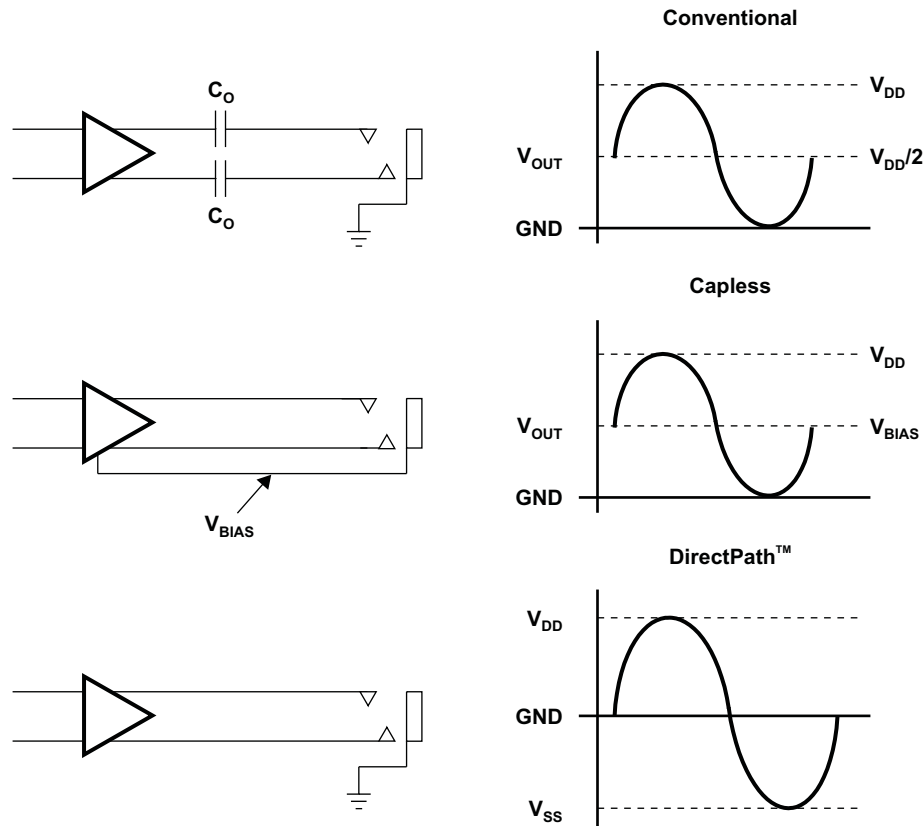 Conventional
C_O
C_O
V_DD
V_OUT
V_DD/2
GND
Capless
V_DD
V_OUT
V_BIAS
GND
V_BIAS
DirectPath™
V_DD
GND
V_SS